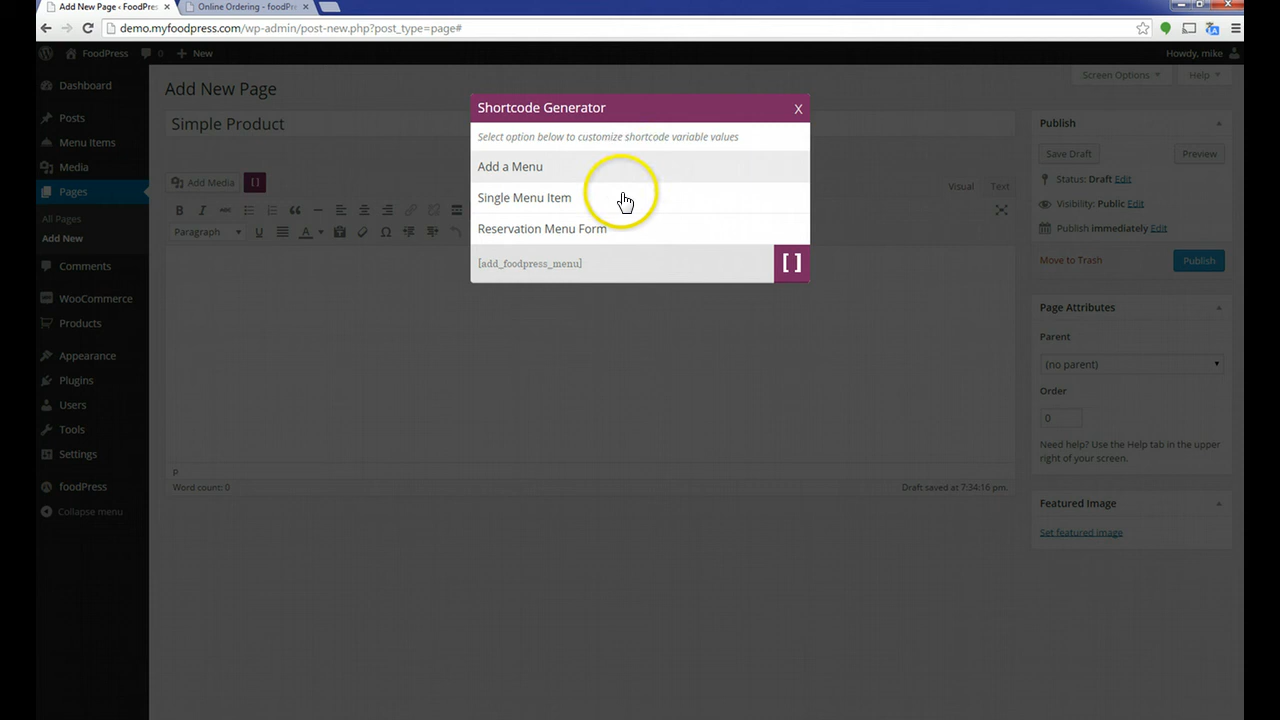 Add New Page ‹ FoodPress ×
Online Ordering - foodPr ×
demo.myfoodpress.com/wp-admin/post-new.php?post_type=page#
FoodPress 0 + New Howdy, mike
Dashboard
Posts
Menu Items
Media
Pages
All Pages
Add New
Comments
WooCommerce
Products
Appearance
Plugins
Users
Tools
Settings
foodPress
Collapse menu
Screen Options Help
Add New Page
Simple Product
Add Media [ ]
Visual Text
Paragraph
P
Word count: 0 Draft saved at 7:34:16 pm.
Shortcode Generator X
Select option below to customize shortcode variable values
Add a Menu
Single Menu Item
Reservation Menu Form
[add_foodpress_menu] [ ]
Publish
Save Draft Preview
Status: Draft Edit
Visibility: Public Edit
Publish immediately Edit
Move to Trash Publish
Page Attributes
Parent
(no parent)
Order
0
Need help? Use the Help tab in the upper
right of your screen.
Featured Image
Set featured image